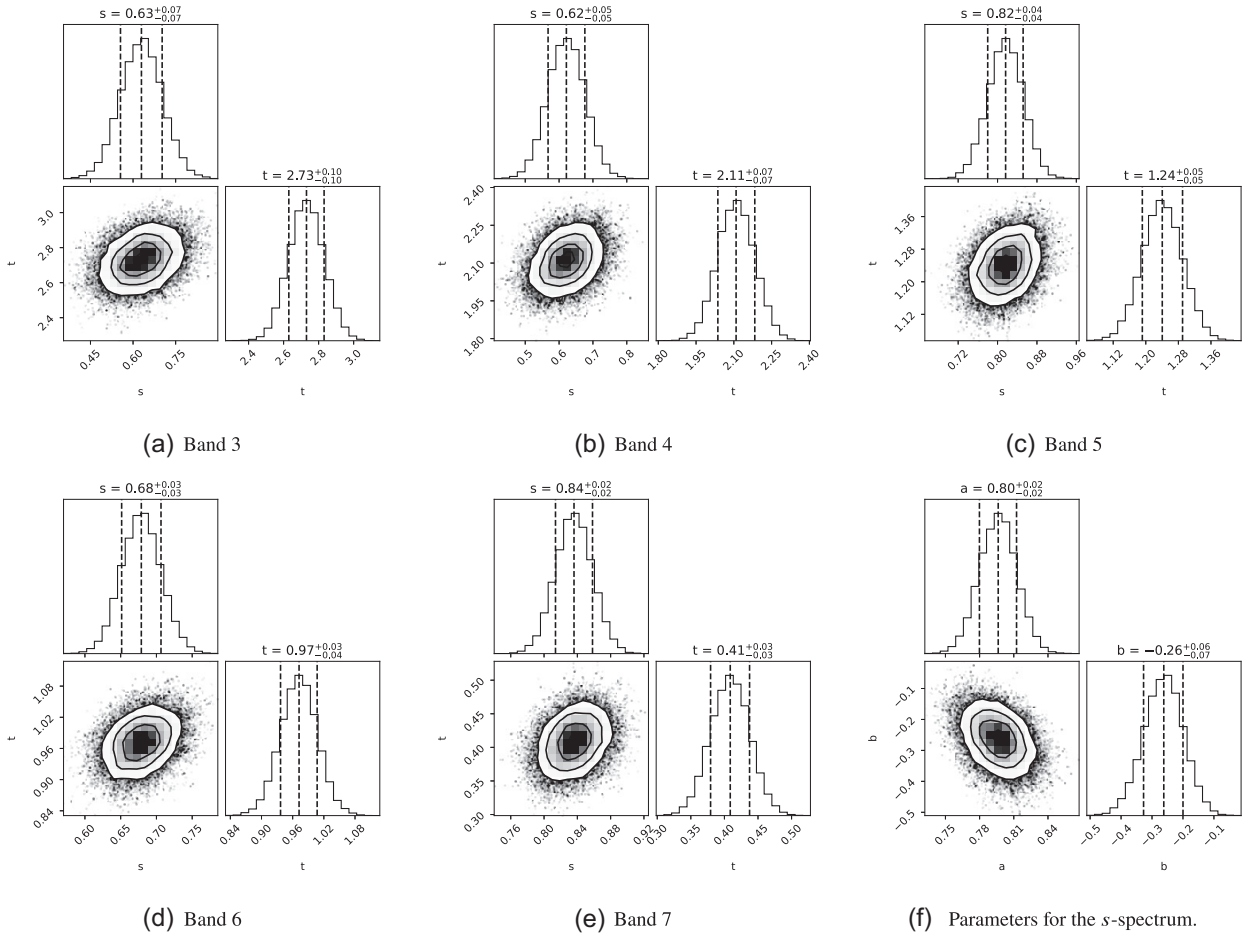 s = 0.63+0.07−0.07
t = 2.73+0.10−0.10
3.0
2.8
2.6
2.4
t
0.45 0.60 0.75
s
2.4 2.6 2.8 3.0
t
(a) Band 3
s = 0.62+0.05−0.05
t = 2.11+0.07−0.07
2.40
2.25
2.10
1.95
1.80
t
0.5 0.6 0.7 0.8
s
1.80 1.95 2.10 2.25 2.40
t
(b) Band 4
s = 0.82+0.04−0.04
t = 1.24+0.05−0.05
1.36
1.28
1.20
1.12
t
0.72 0.80 0.88 0.96
s
1.12 1.20 1.28 1.36
t
(c) Band 5
s = 0.68+0.03−0.03
t = 0.97+0.03−0.04
1.08
1.02
0.96
0.90
0.84
t
0.60 0.65 0.70 0.75
s
0.84 0.90 0.96 1.02 1.08
t
(d) Band 6
s = 0.84+0.02−0.02
t = 0.41+0.03−0.03
0.50
0.45
0.40
0.35
0.30
t
0.76 0.80 0.84 0.88 0.92
s
0.30 0.35 0.40 0.45 0.50
t
(e) Band 7
a = 0.80+0.02−0.02
b = −0.26+0.06−0.07
−0.1
−0.2
−0.3
−0.4
−0.5
b
0.75 0.78 0.81 0.84
a
−0.5 −0.4 −0.3 −0.2 −0.1
b
(f) Parameters for the s-spectrum.